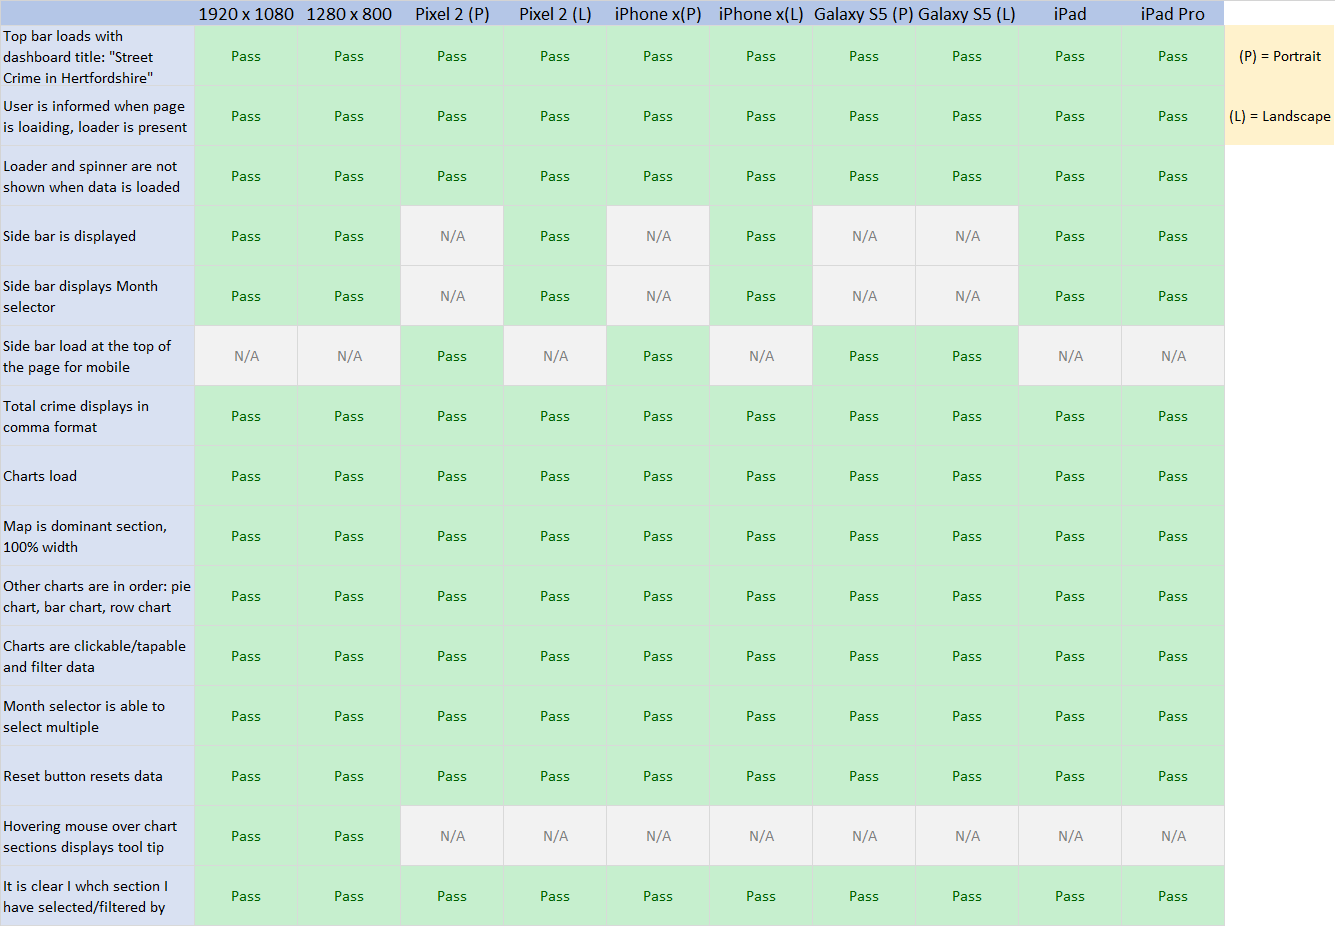 1920 x 1080 1280 x 800 Pixel 2 (P) Pixel 2 (L) iPhone x(P) iPhone x(L) Galaxy S5 (P) Galaxy S5 (L) iPad iPad Pro
Top bar loads with
dashboard title: "Street
Crime in Hertfordshire"
Pass Pass Pass Pass Pass Pass Pass Pass Pass Pass
(P) = Portrait
User is informed when page
is loaiding, loader is present
Pass Pass Pass Pass Pass Pass Pass Pass Pass Pass
(L) = Landscape
Loader and spinner are not
shown when data is loaded
Pass Pass Pass Pass Pass Pass Pass Pass Pass Pass
Side bar is displayed
Pass Pass N/A Pass N/A Pass N/A N/A Pass Pass
Side bar displays Month
selector
Pass Pass N/A Pass N/A Pass N/A N/A Pass Pass
Side bar load at the top of
the page for mobile
N/A N/A Pass N/A Pass N/A Pass Pass N/A N/A
Total crime displays in
comma format
Pass Pass Pass Pass Pass Pass Pass Pass Pass Pass
Charts load
Pass Pass Pass Pass Pass Pass Pass Pass Pass Pass
Map is dominant section,
100% width
Pass Pass Pass Pass Pass Pass Pass Pass Pass Pass
Other charts are in order: pie
chart, bar chart, row chart
Pass Pass Pass Pass Pass Pass Pass Pass Pass Pass
Charts are clickable/tapable
and filter data
Pass Pass Pass Pass Pass Pass Pass Pass Pass Pass
Month selector is able to
select multiple
Pass Pass Pass Pass Pass Pass Pass Pass Pass Pass
Reset button resets data
Pass Pass Pass Pass Pass Pass Pass Pass Pass Pass
Hovering mouse over chart
sections displays tool tip
Pass Pass N/A N/A N/A N/A N/A N/A N/A N/A
It is clear I whch section I
have selected/filtered by
Pass Pass Pass Pass Pass Pass Pass Pass Pass Pass